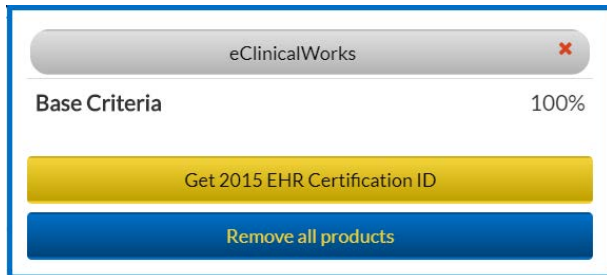 eClinicalWorks
Base Criteria 100%
Get 2015 EHR Certification ID
Remove all products